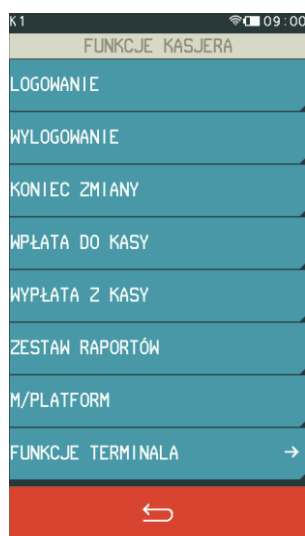 K1 09:00
FUNKCJE KASJERA
LOGOWANIE
WYLOGOWANIE
KONIEC ZMIANY
WPŁATA DO KASY
WYPŁATA Z KASY
ZESTAW RAPORTÓW
M/PLATFORM
FUNKCJE TERMINALA